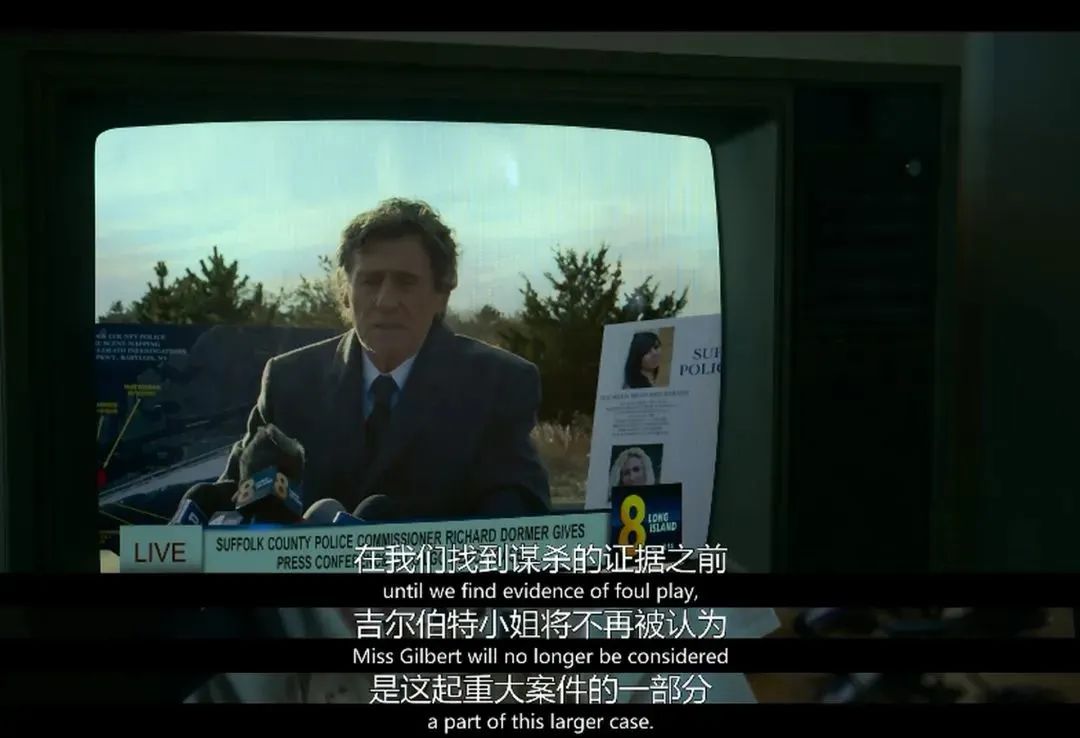 SUF
POLIC
8 LONG
ISLAND
LIVE
SUFFOLK COUNTY POLICE COMMISSIONER RICHARD DORMER GIVES
PRESS
在我们找到谋杀的证据之前
until we find evidence of foul play,
吉尔伯特小姐将不再被认为
Miss Gilbert will no longer be considered
是这起重大案件的一部分
a part of this larger case.